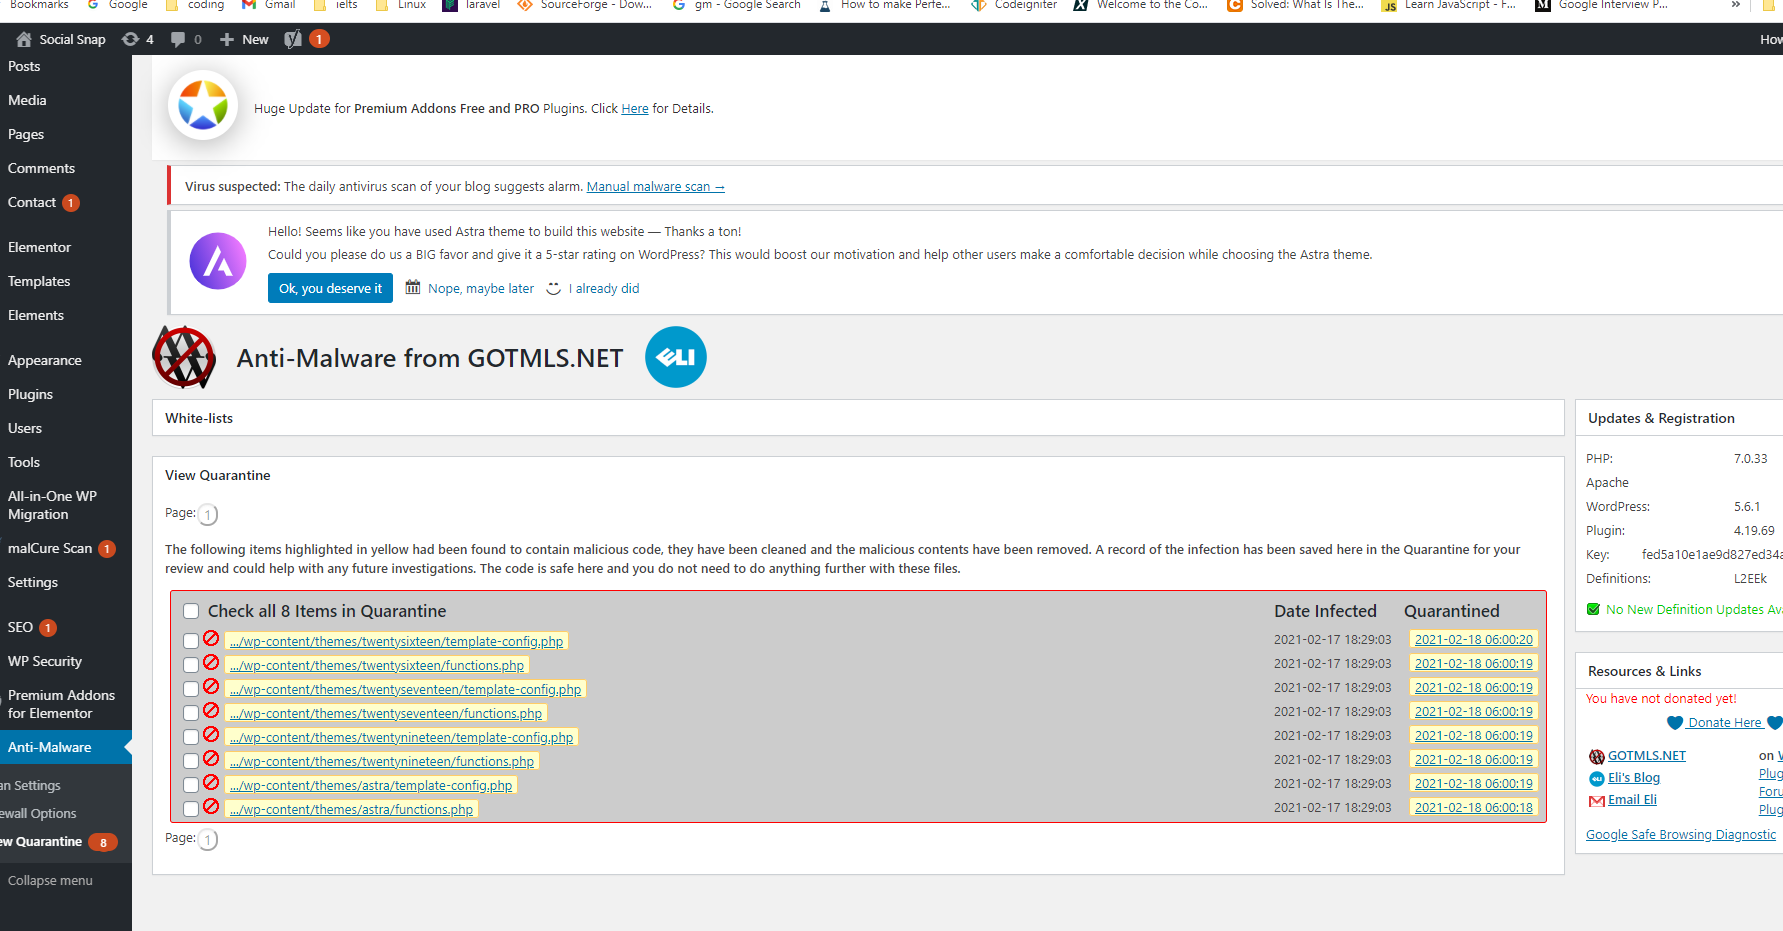 Bookmarks Google coding Gmail ielts Linux laravel SourceForge - Dow... gm - Google Search How to make Perfe... Codeigniter Welcome to the Co... Solved: What Is The... Learn JavaScript - F... Google Interview P... »
Social Snap 4 0 New 1 How
Posts
Media
Pages
Comments
Contact 1
Elementor
Templates
Elements
Appearance
Plugins
Users
Tools
All-in-One WP
Migration
malCure Scan 1
Settings
SEO 1
WP Security
Premium Addons
for Elementor
Anti-Malware
an Settings
ewall Options
ew Quarantine 8
Collapse menu
Huge Update for Premium Addons Free and PRO Plugins. Click Here for Details.
Virus suspected: The daily antivirus scan of your blog suggests alarm. Manual malware scan →
Hello! Seems like you have used Astra theme to build this website — Thanks a ton!
Could you please do us a BIG favor and give it a 5-star rating on WordPress? This would boost our motivation and help other users make a comfortable decision while choosing the Astra theme.
Ok, you deserve it Nope, maybe later I already did
Anti-Malware from GOTMLS.NET ELI
White-lists
View Quarantine
Page: 1
The following items highlighted in yellow had been found to contain malicious code, they have been cleaned and the malicious contents have been removed. A record of the infection has been saved here in the Quarantine for your
review and could help with any future investigations. The code is safe here and you do not need to do anything further with these files.
Check all 8 Items in Quarantine Date Infected Quarantined
.../wp-content/themes/twentysixteen/template-config.php 2021-02-17 18:29:03 2021-02-18 06:00:20
.../wp-content/themes/twentysixteen/functions.php 2021-02-17 18:29:03 2021-02-18 06:00:19
.../wp-content/themes/twentyseventeen/template-config.php 2021-02-17 18:29:03 2021-02-18 06:00:19
.../wp-content/themes/twentyseventeen/functions.php 2021-02-17 18:29:03 2021-02-18 06:00:19
.../wp-content/themes/twentynineteen/template-config.php 2021-02-17 18:29:03 2021-02-18 06:00:19
.../wp-content/themes/twentynineteen/functions.php 2021-02-17 18:29:03 2021-02-18 06:00:19
.../wp-content/themes/astra/template-config.php 2021-02-17 18:29:03 2021-02-18 06:00:19
.../wp-content/themes/astra/functions.php 2021-02-17 18:29:03 2021-02-18 06:00:18
Page: 1
Updates & Registration
PHP: 7.0.33
Apache
WordPress: 5.6.1
Plugin: 4.19.69
Key: fed5a10e1ae9d827ed34a
Definitions: L2EEk
No New Definition Updates Ava
Resources & Links
You have not donated yet!
Donate Here
GOTMLS.NET on W
Eli's Blog Plug
Email Eli Foru
Plug
Google Safe Browsing Diagnostic